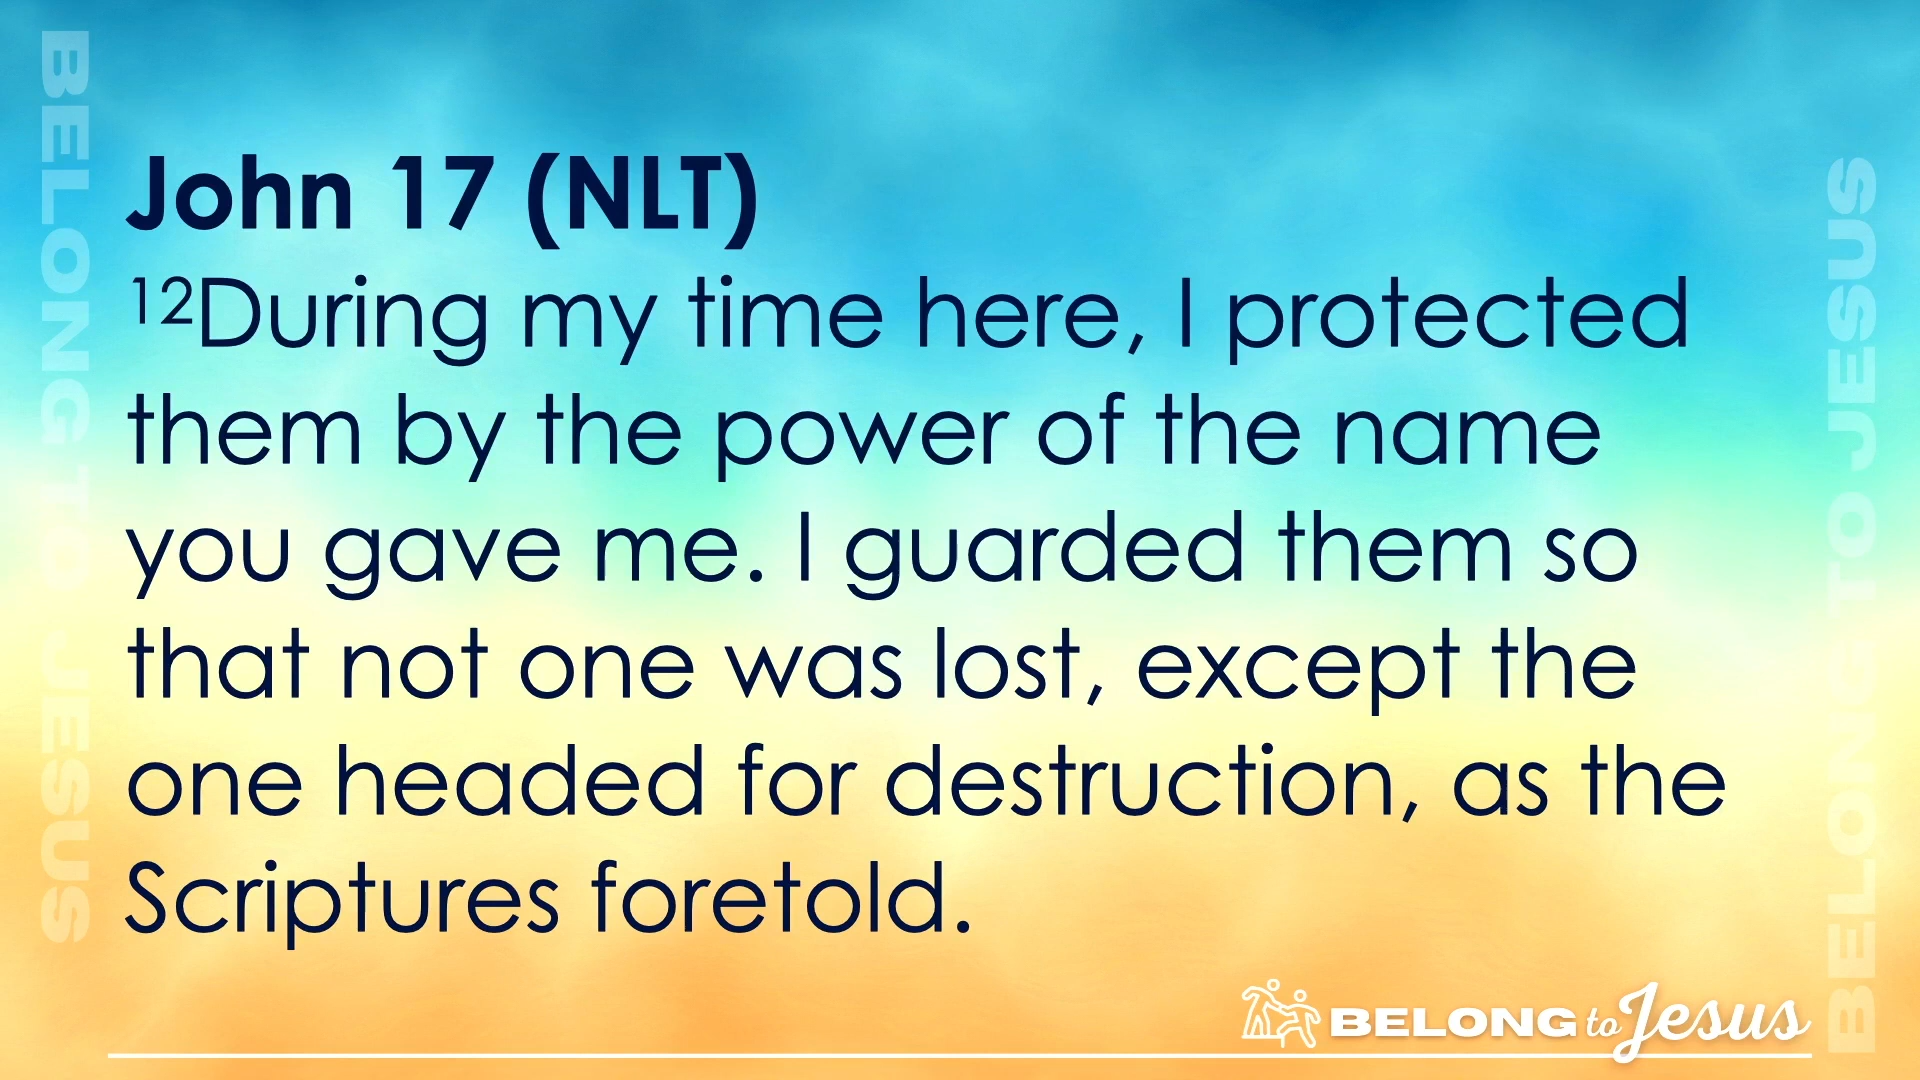 John 17 (NLT)
12During my time here, I protected
them by the power of the name
you gave me. I guarded them so
that not one was lost, except the
one headed for destruction, as the
Scriptures foretold.
BELONG to Jesus
BELONG TO JESUS
BELONG TO JESUS